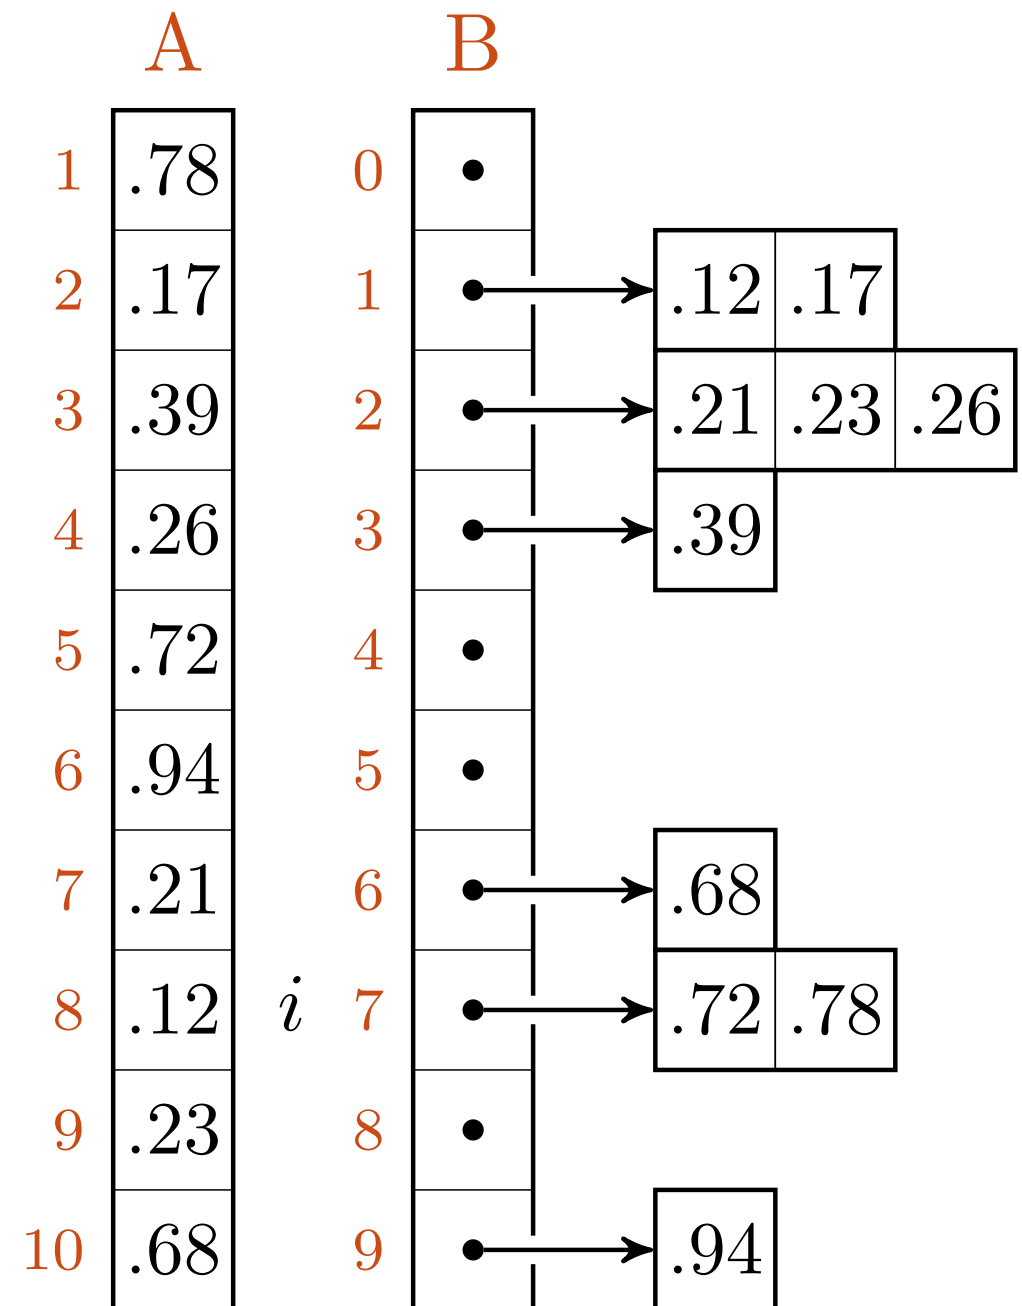 A B
1 .78 0
2 .17 1 .12 .17
3 .39 2 .21 .23 .26
4 .26 3 .39
5 .72 4
6 .94 5
7 .21 6 .68
8 .12 i 7 .72 .78
9 .23 8
10 .68 9 .94